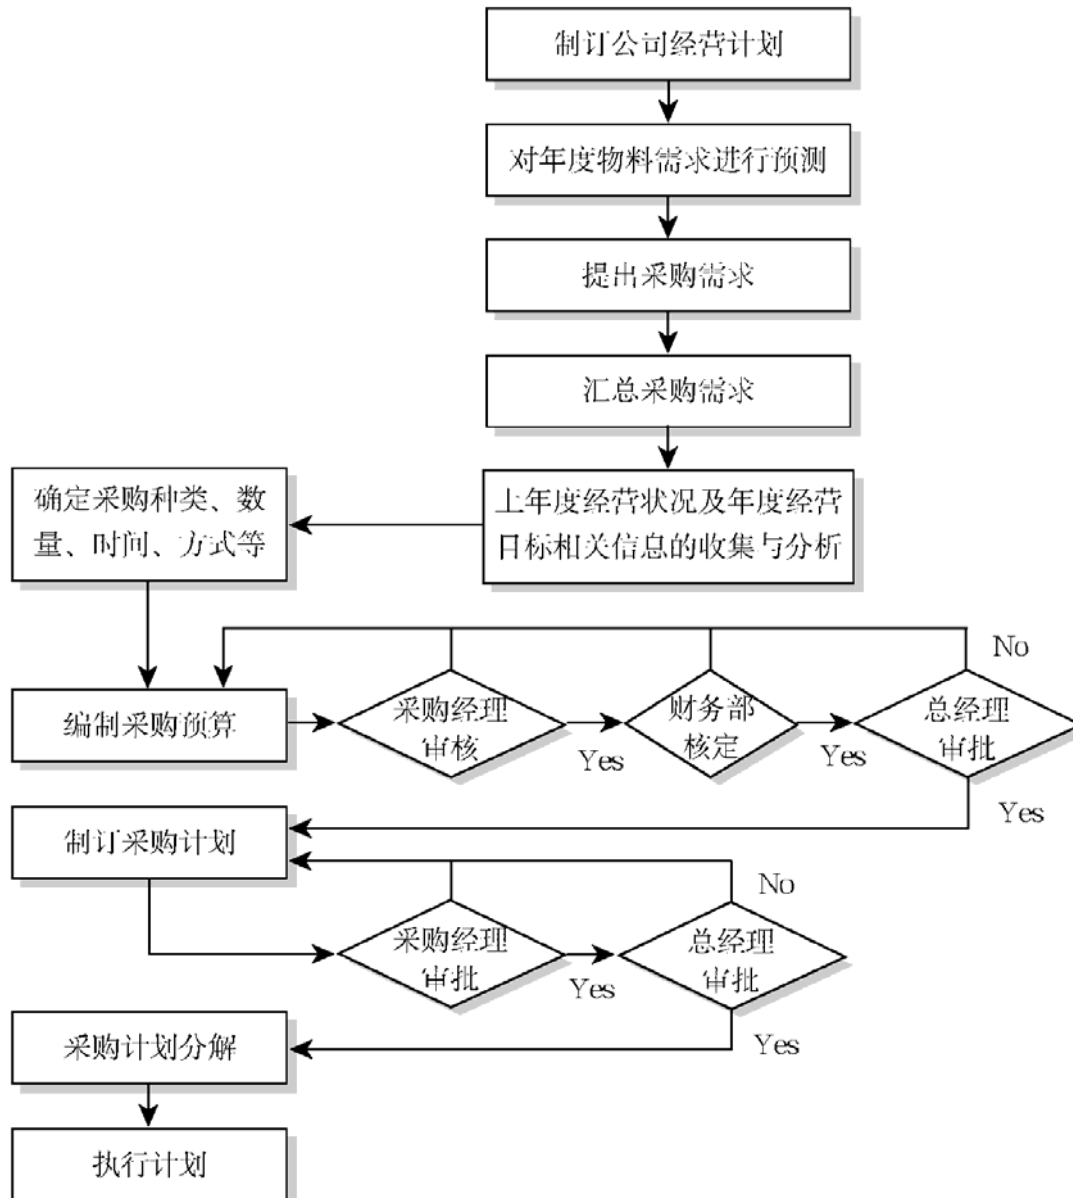 制订公司经营计划
对年度物料需求进行预测
提出采购需求
汇总采购需求
上年度经营状况及年度经营
目标相关信息的收集与分析
确定采购种类、数
量、时间、方式等
编制采购预算
采购经理
审核
Yes
财务部
核定
Yes
总经理
审批
No
Yes
制订采购计划
采购经理
审批
Yes
总经理
审批
No
Yes
采购计划分解
执行计划